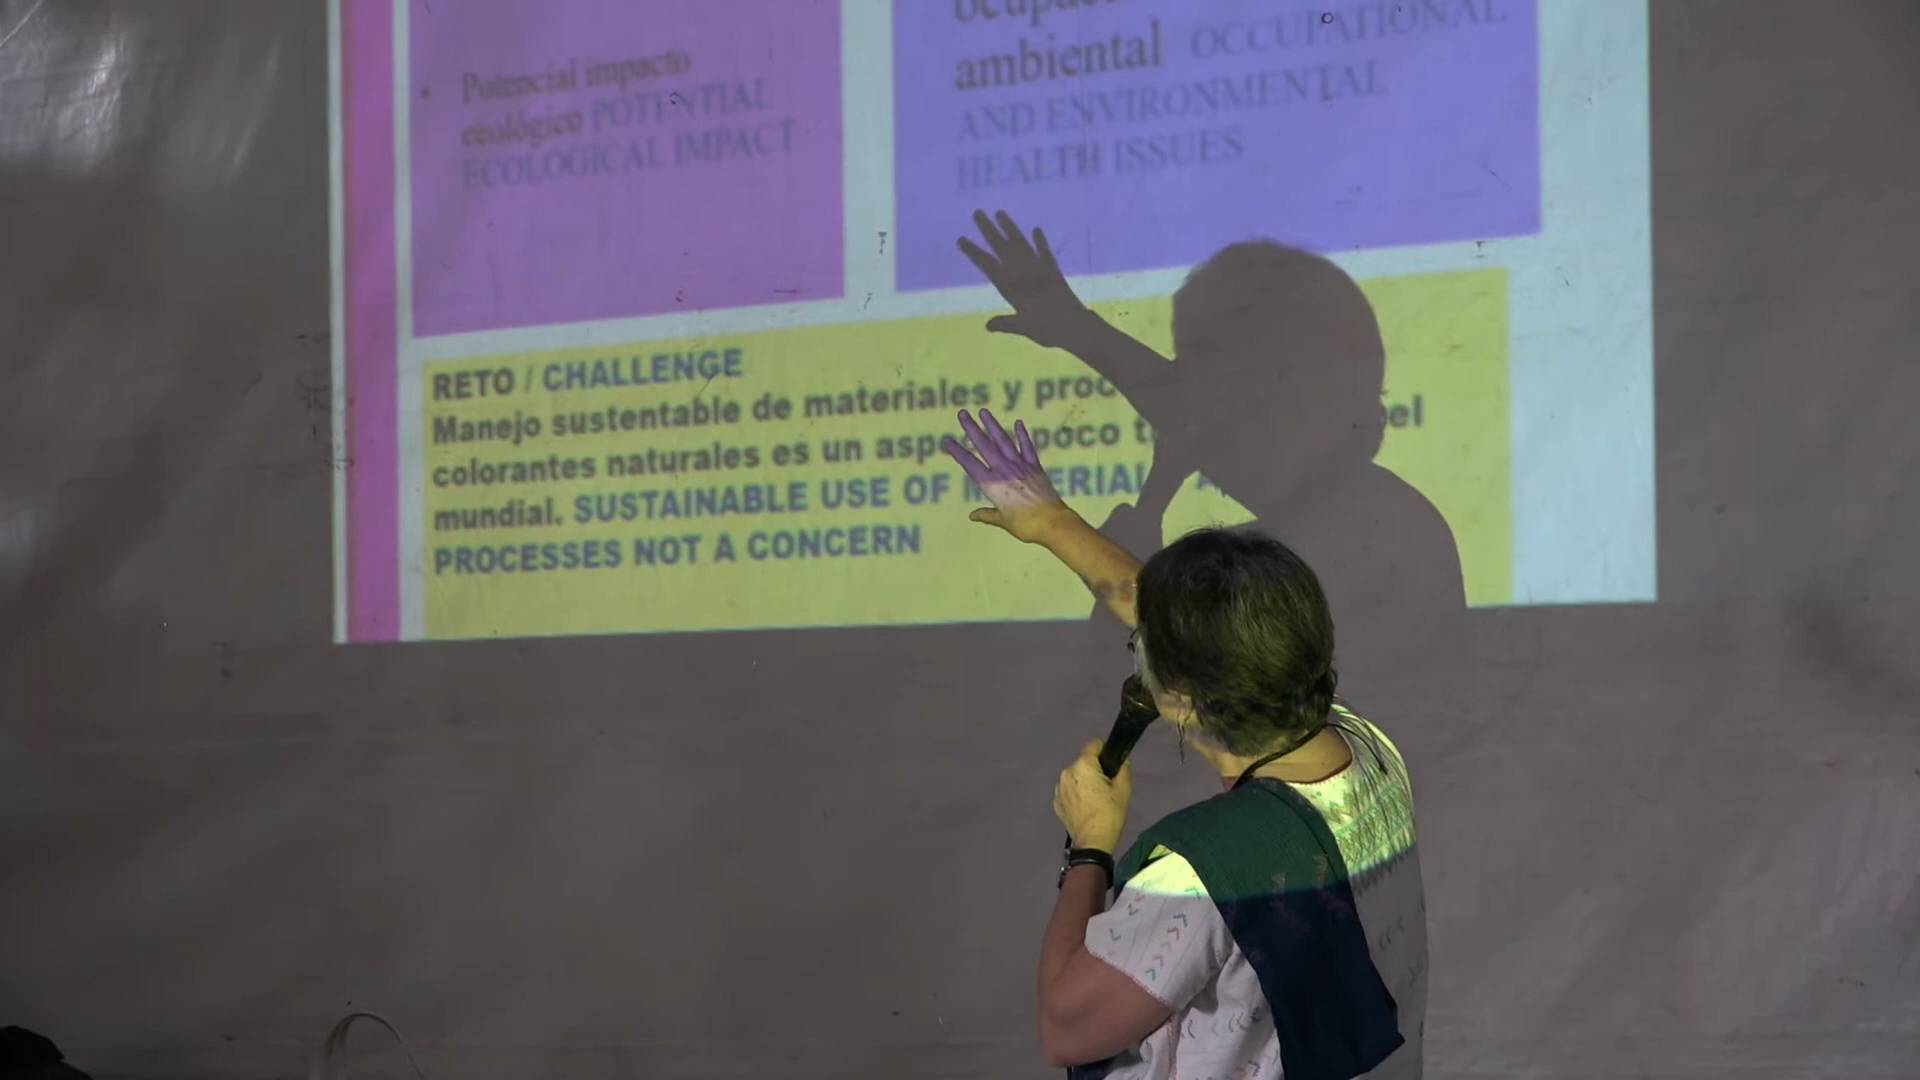 • Potencial impacto
ecológico POTENTIAL
ECOLOGICAL IMPACT
ambiental OCCUPATIONAL
AND ENVIRONMENTAL
HEALTH ISSUES
RETO / CHALLENGE
Manejo sustentable de materiales y
colorantes naturales es un poco
mundial. SUSTAINABLE USE OF
PROCESSES NOT A CONCERN